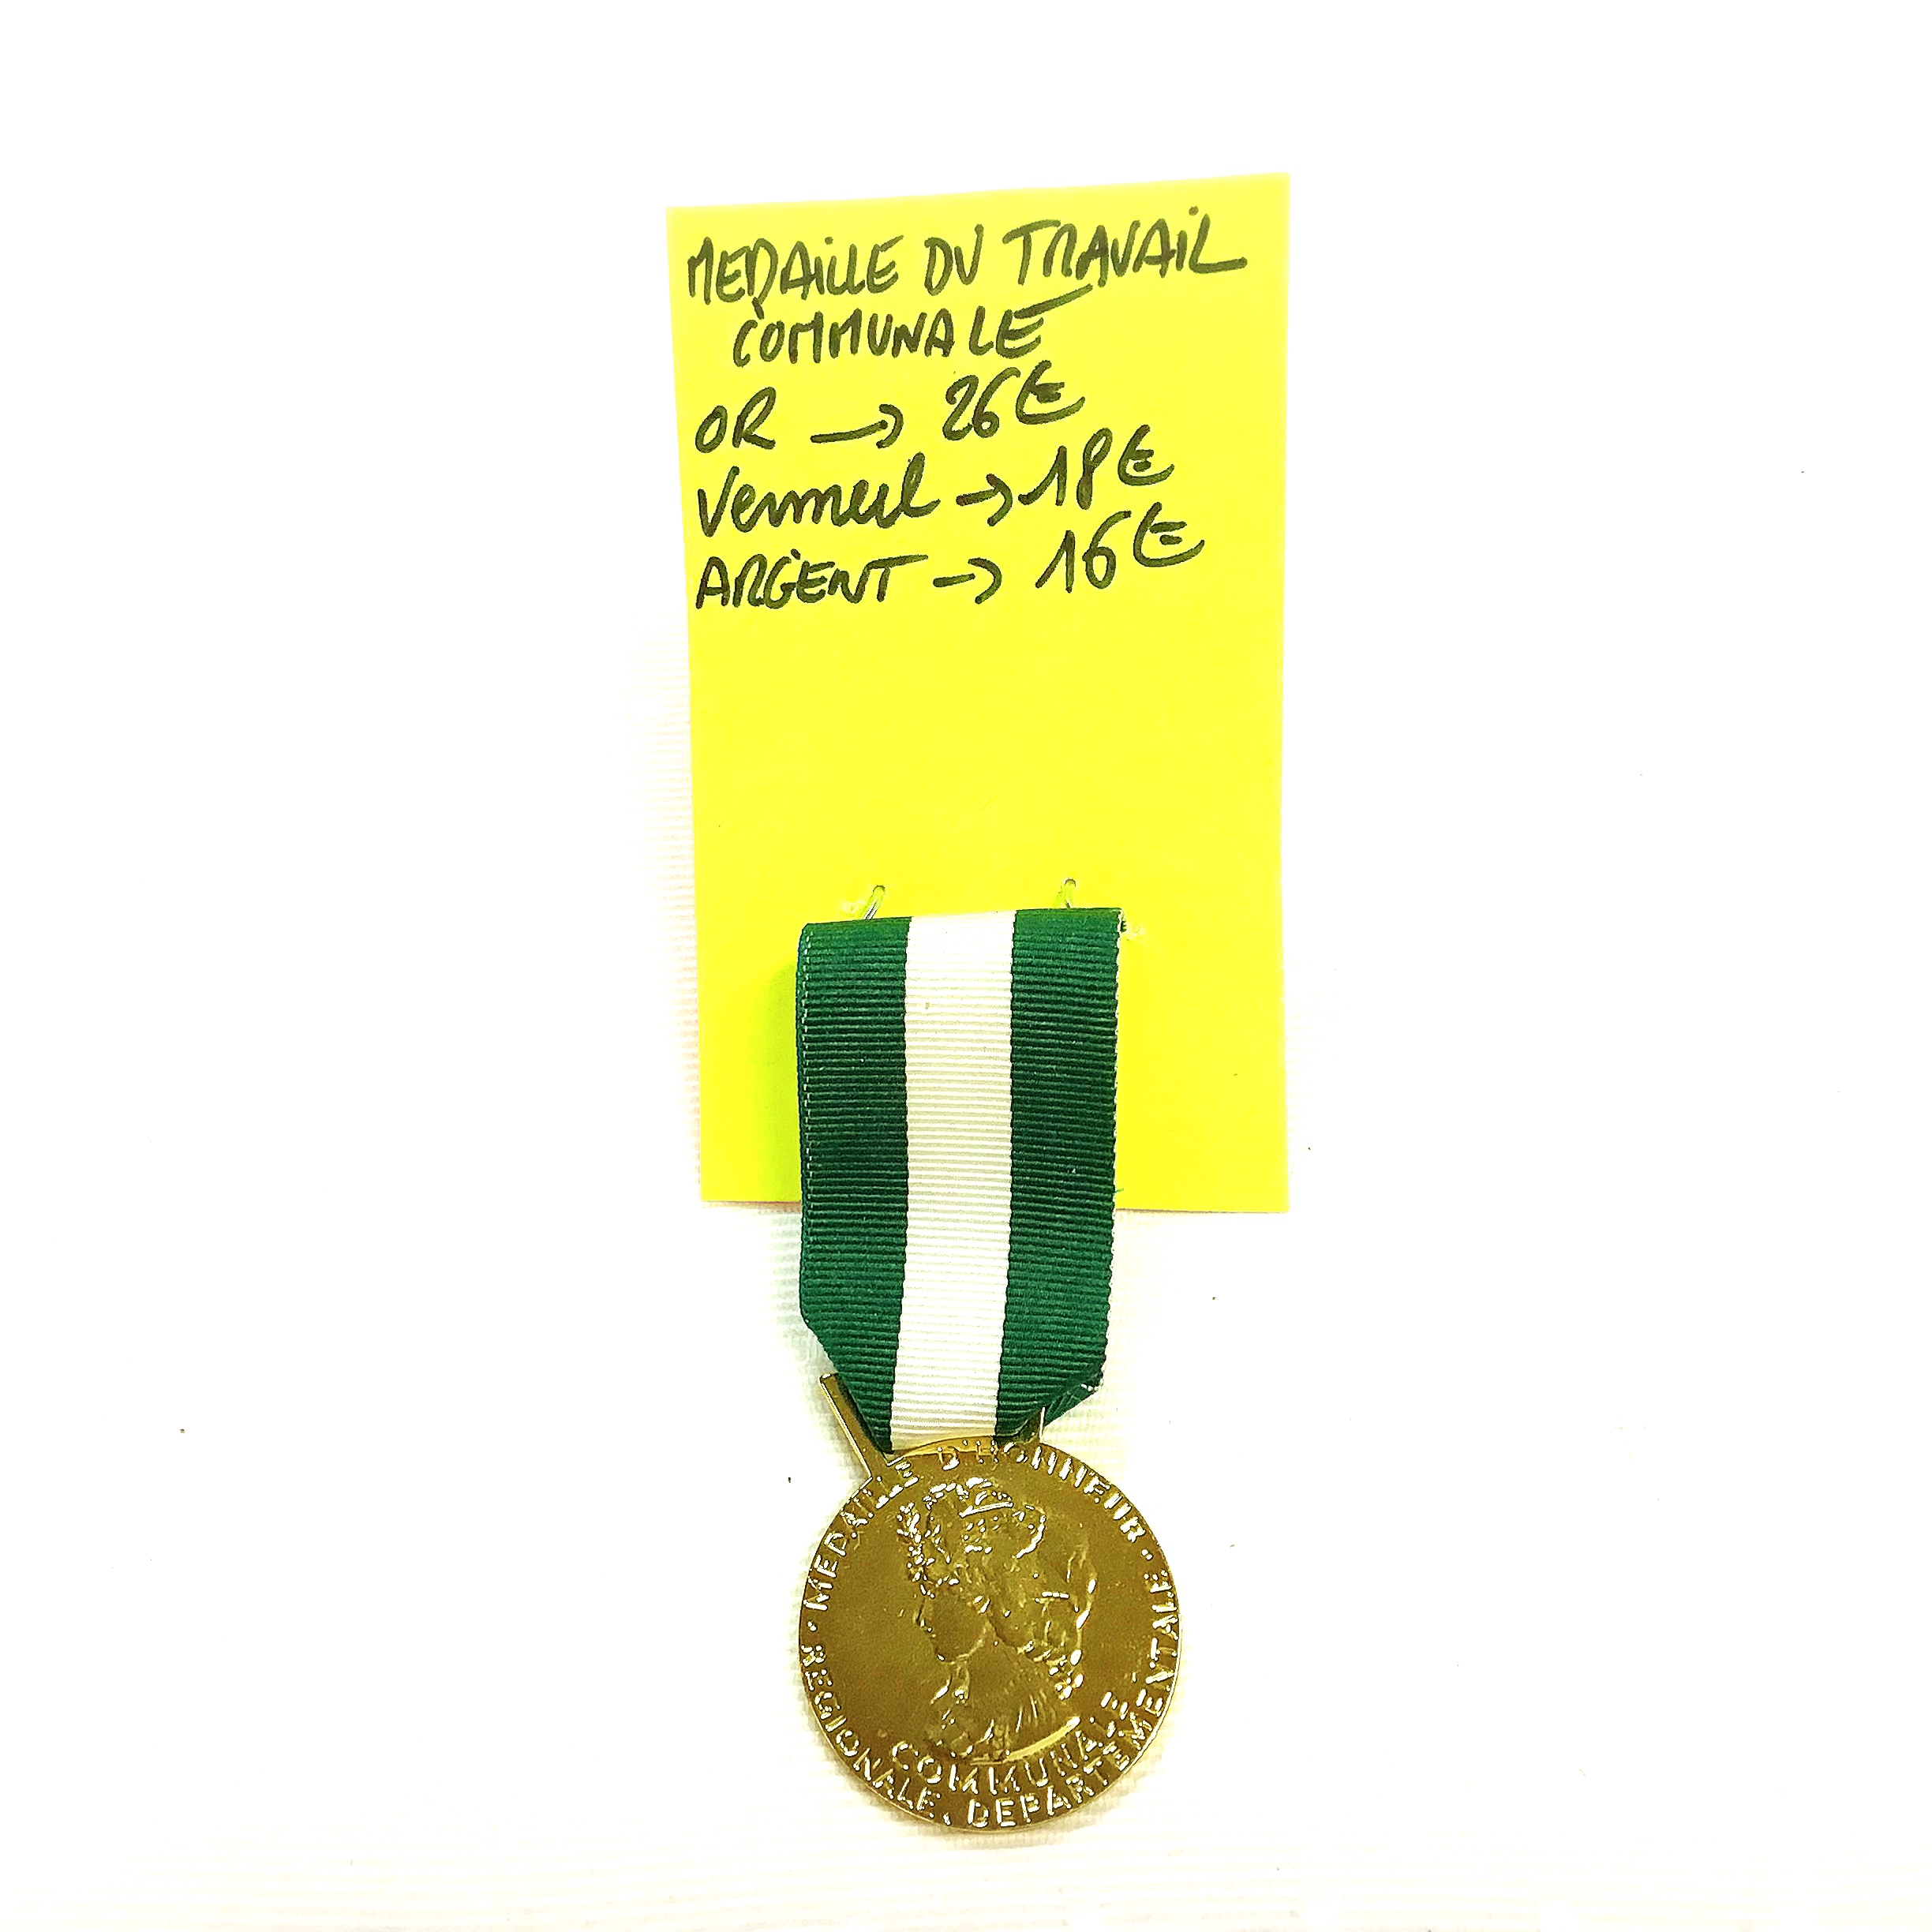 MEDAILLE DU TRAVAIL
COMMUNALE
OR → 26€
Vermeil → 18€
ARGENT → 16€
• MEDAILLE D'HONNEUR •
REGIONALE, DEPARTEMENTALE
COMMUNALE